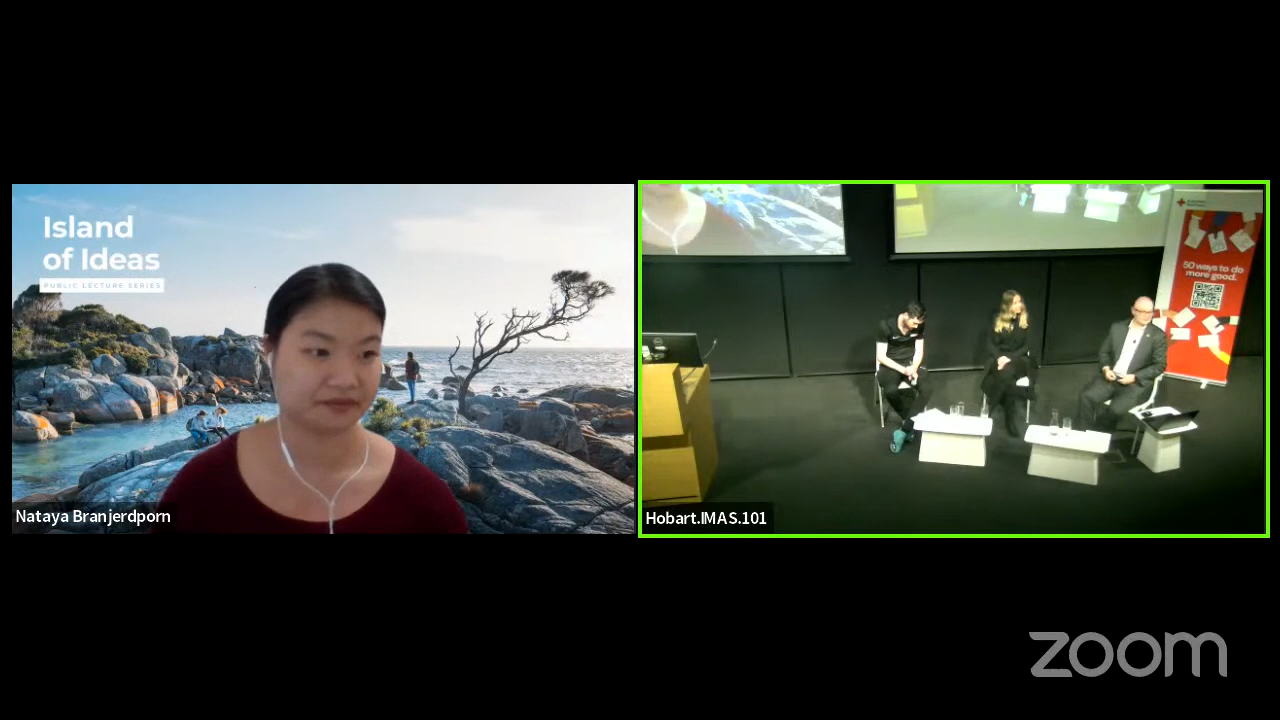 Island
of Ideas
PUBLIC LECTURE SERIES
Nataya Branjerdporn
50 ways to do
more good.
Hobart.IMAS.101
zoom